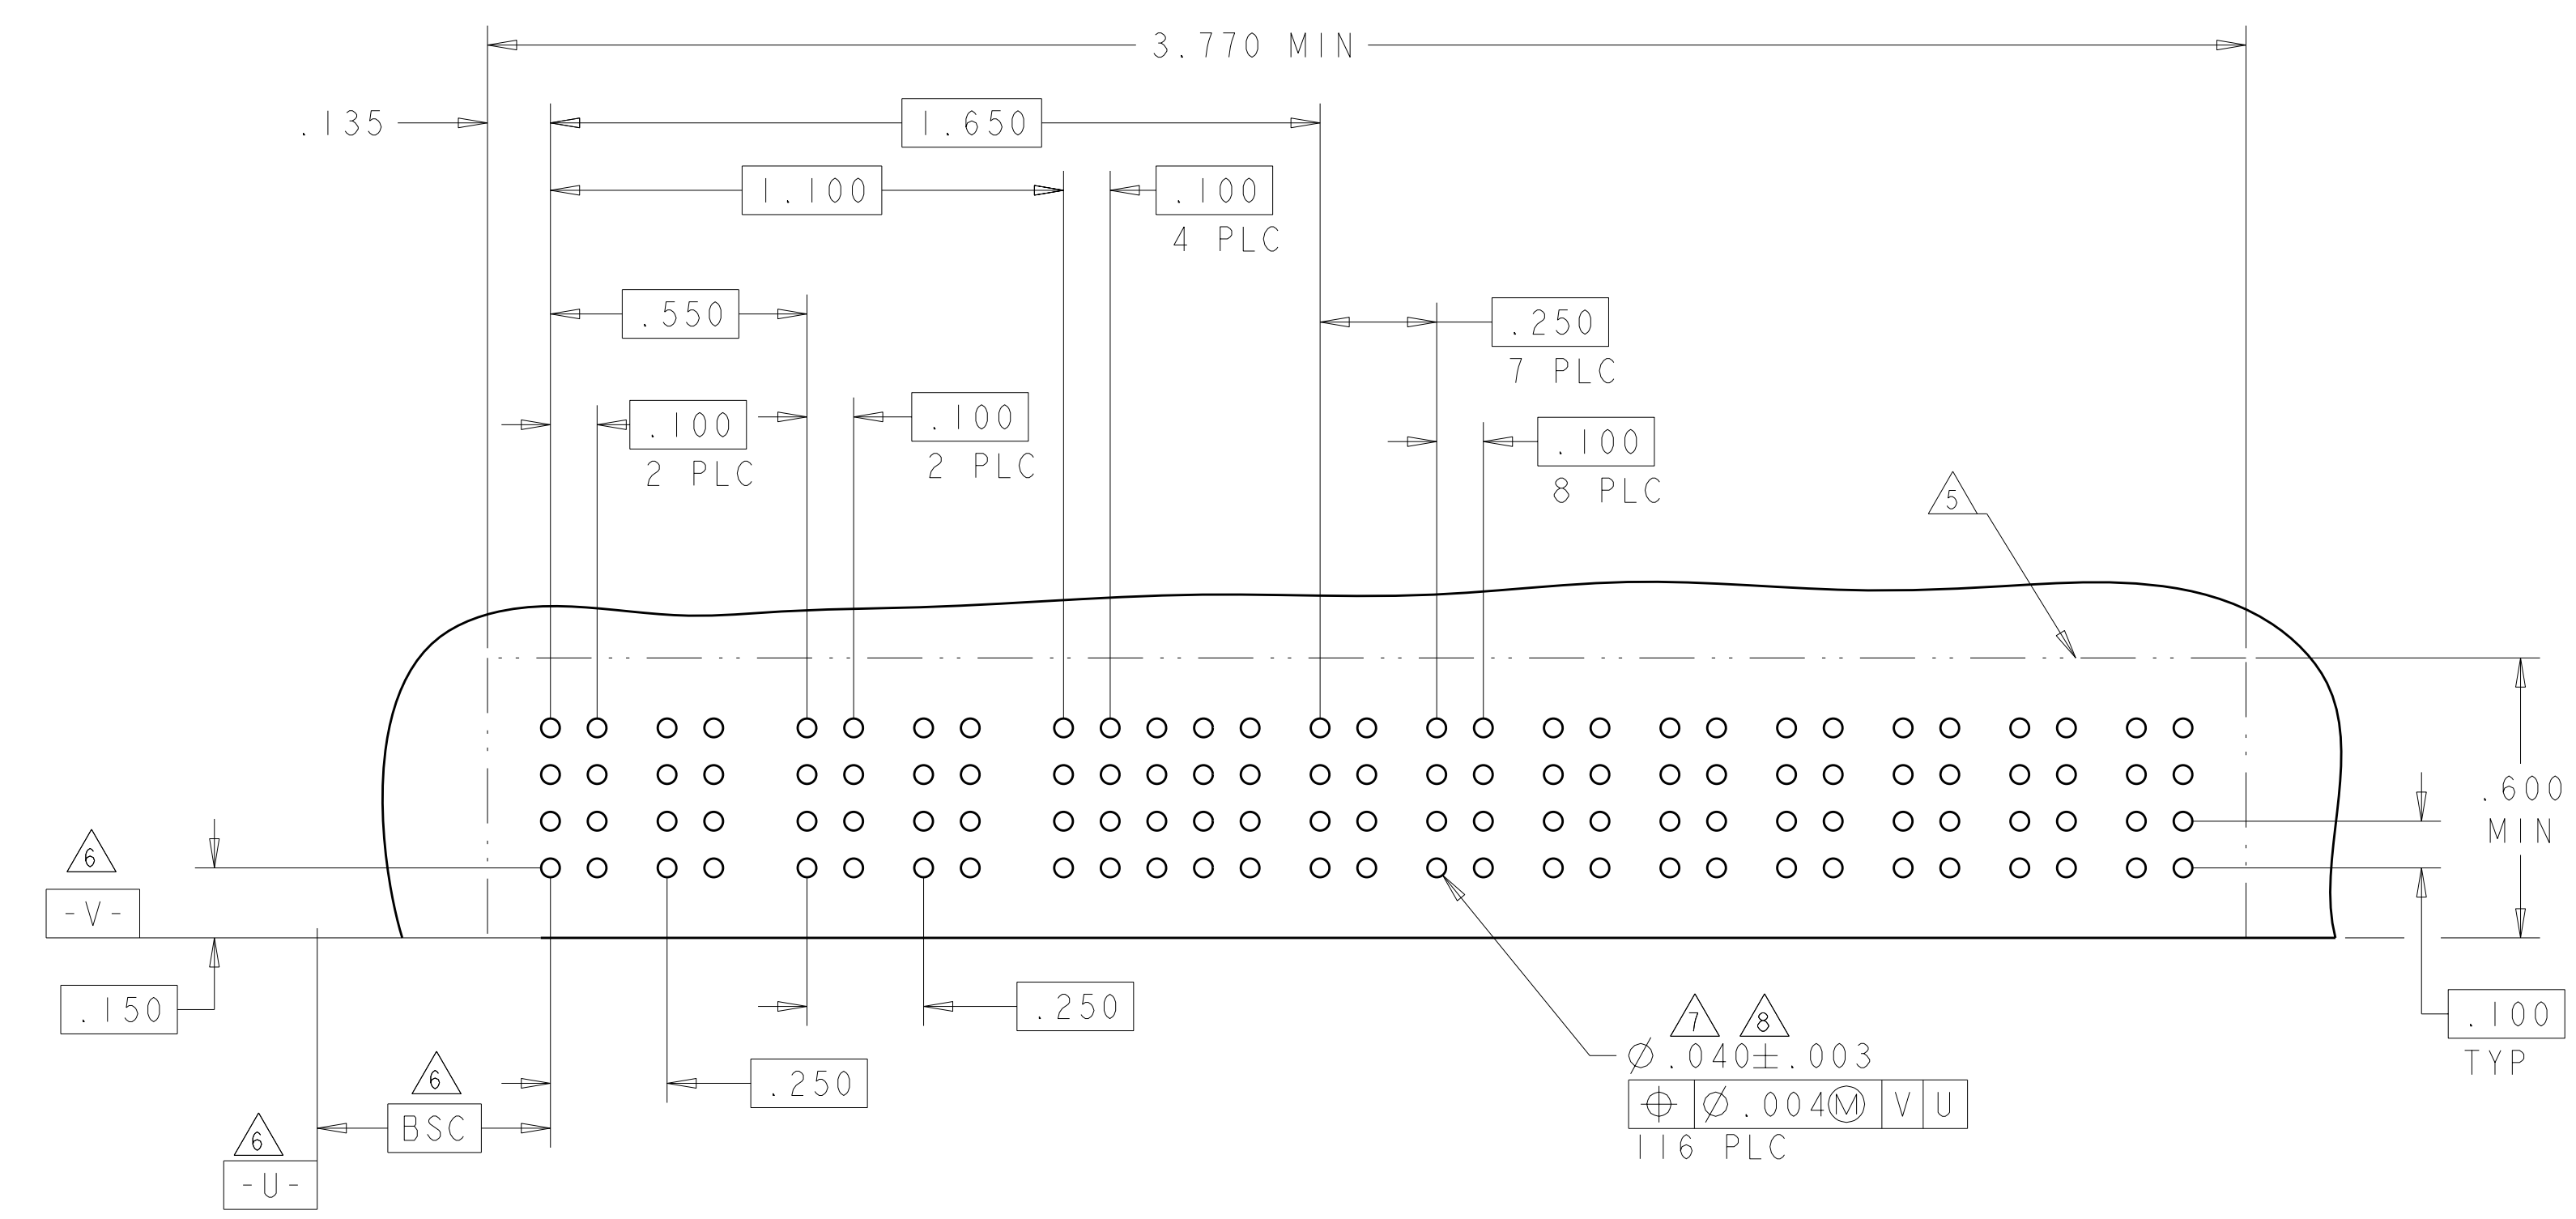 3.770 MIN
.135
1.650
1.100
.100
4 PLC
.550
.250
7 PLC
.100
2 PLC
.100
2 PLC
.100
8 PLC
5
.600
MIN
6
-V-
.150
.250
7 8
.100
TYP
Ø.040±.003
⌖ Ø.004Ⓜ V U
116 PLC
6
.250
BSC
6
-U-